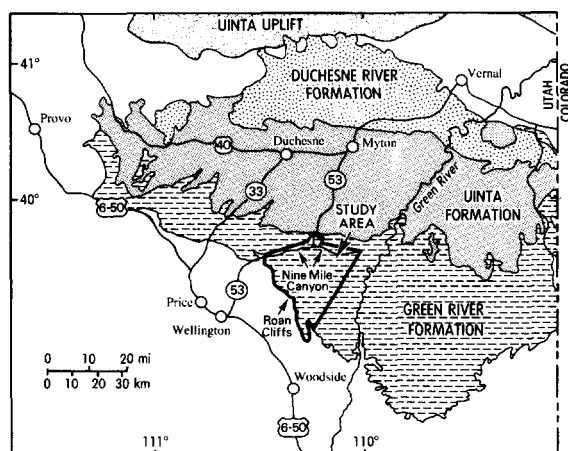 UINTA UPLIFT
41°
DUCHESNE RIVER
FORMATION
Vernal
UTAH
COLORADO
Provo
40
Duchesne
Myton
33
53
Green River
UINTA
FORMATION
40°
6-50
STUDY
AREA
Nine Mile
Canyon
53
Price
Wellington
Roan
Cliffs
GREEN RIVER
FORMATION
0 10 20 mi
0 10 20 30 km
Woodside
6-50
111°
110°